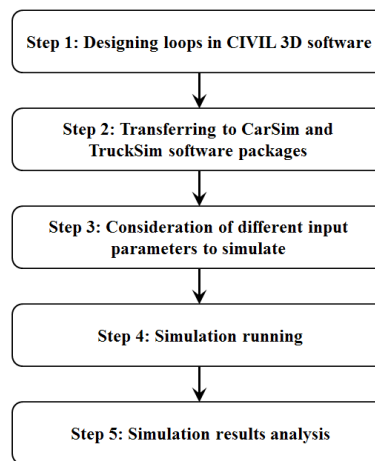 Step 1: Designing loops in CIVIL 3D software
Step 2: Transferring to CarSim and
TruckSim software packages
Step 3: Consideration of different input
parameters to simulate
Step 4: Simulation running
Step 5: Simulation results analysis